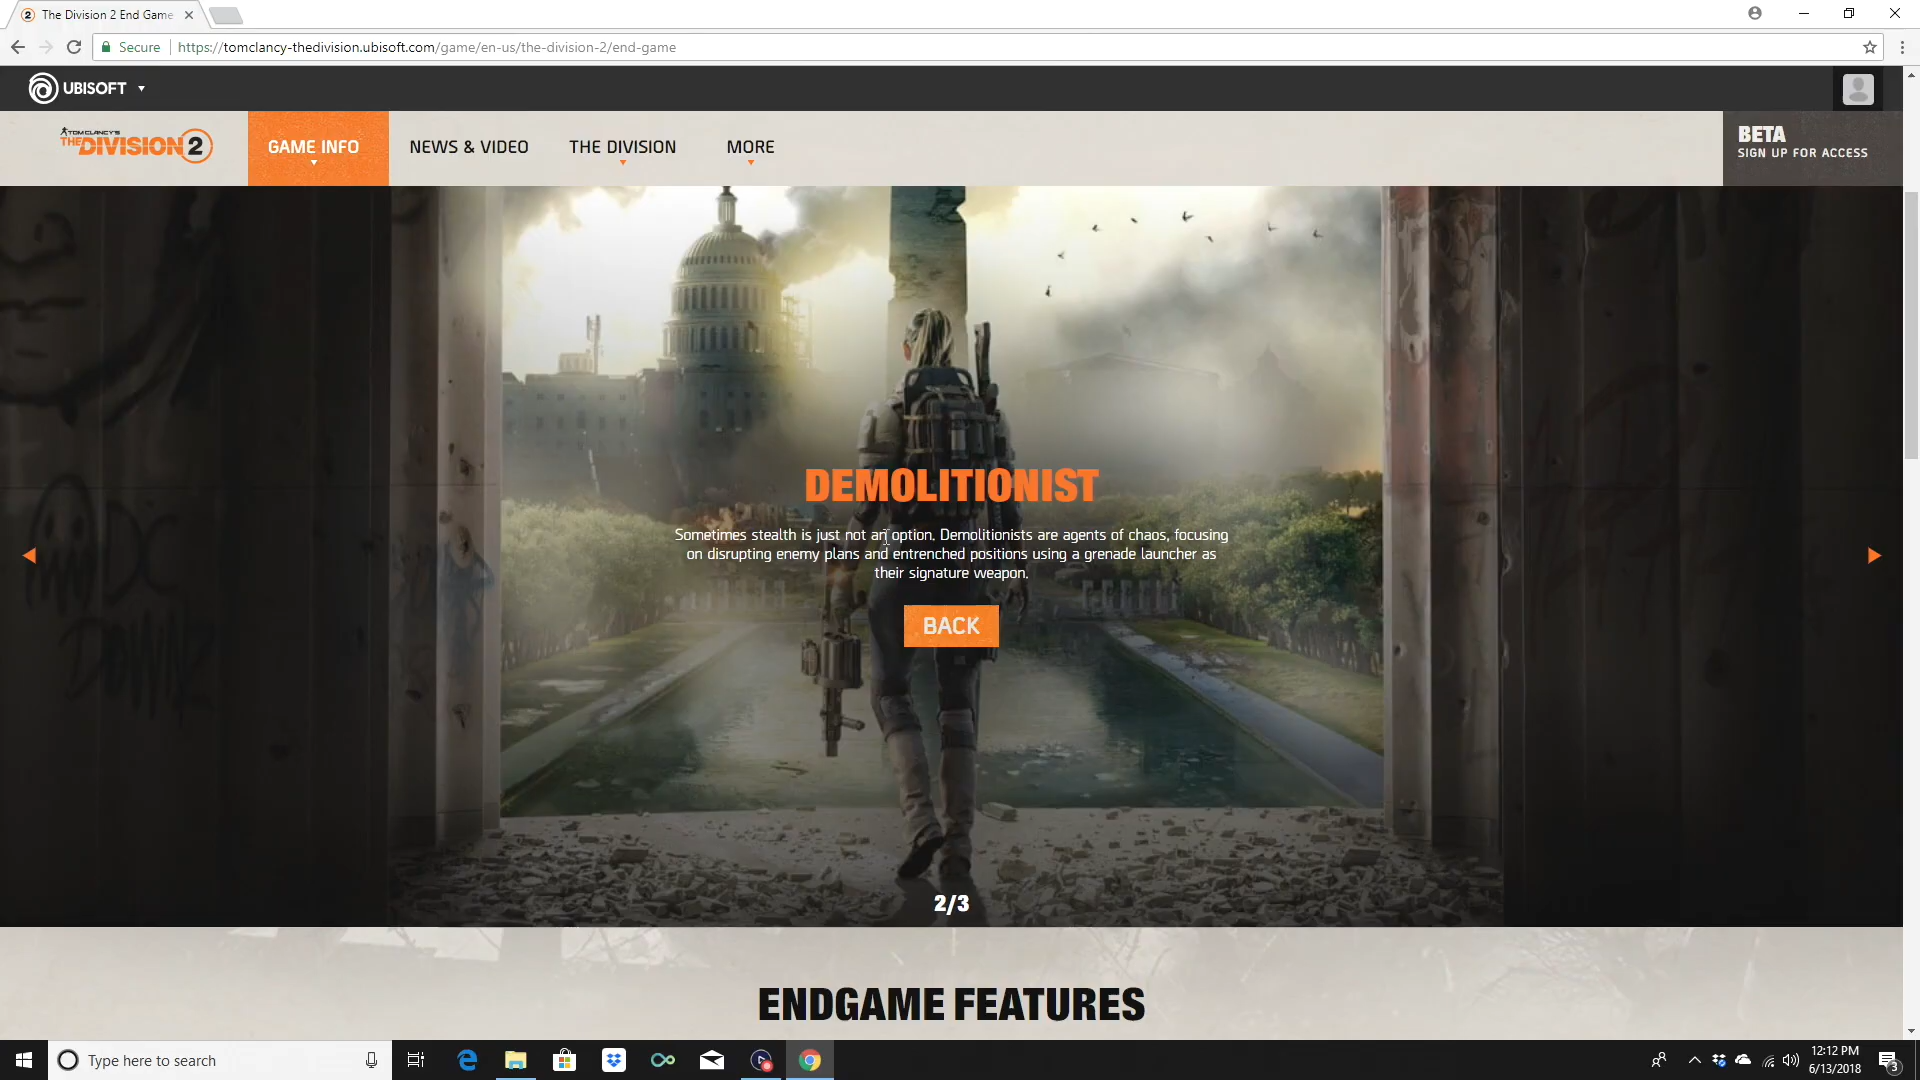 The Division 2 End Game
Secure
https://tomclancy-thedivision.ubisoft.com/game/en-us/the-division-2/end-game
UBISOFT
TOM CLANCY'S
THE DIVISION 2
GAME INFO
NEWS & VIDEO
THE DIVISION
MORE
BETA
SIGN UP FOR ACCESS
DEMOLITIONIST
Sometimes stealth is just not an option. Demolitionists are agents of chaos, focusing
on disrupting enemy plans and entrenched positions using a grenade launcher as
their signature weapon.
BACK
2/3
ENDGAME FEATURES
Type here to search
12:12 PM
6/13/2018
3